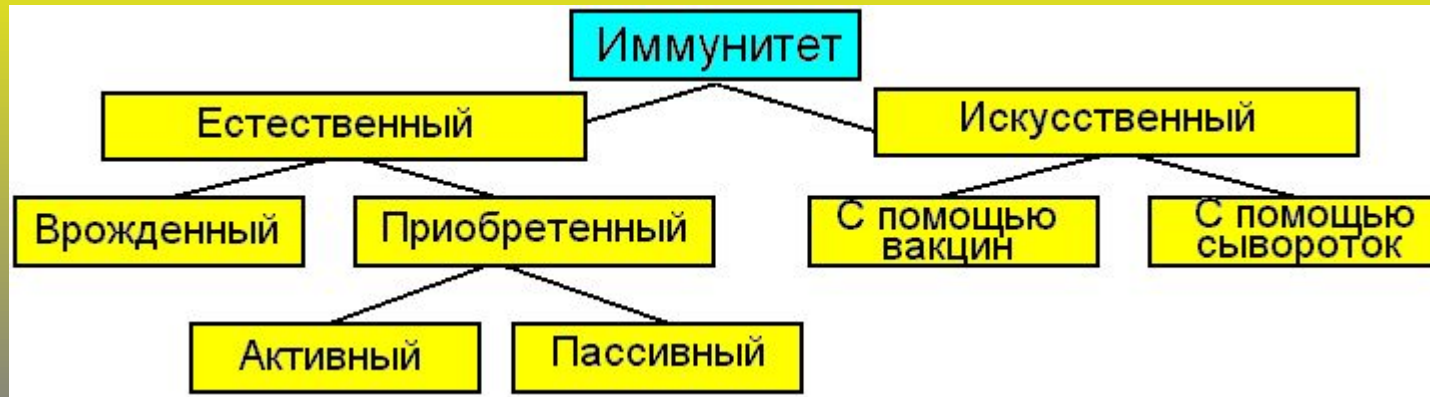 Иммунитет
Естественный
Искусственный
Врожденный
Приобретенный
С помощью
вакцин
С помощью
сывороток
Активный
Пассивный